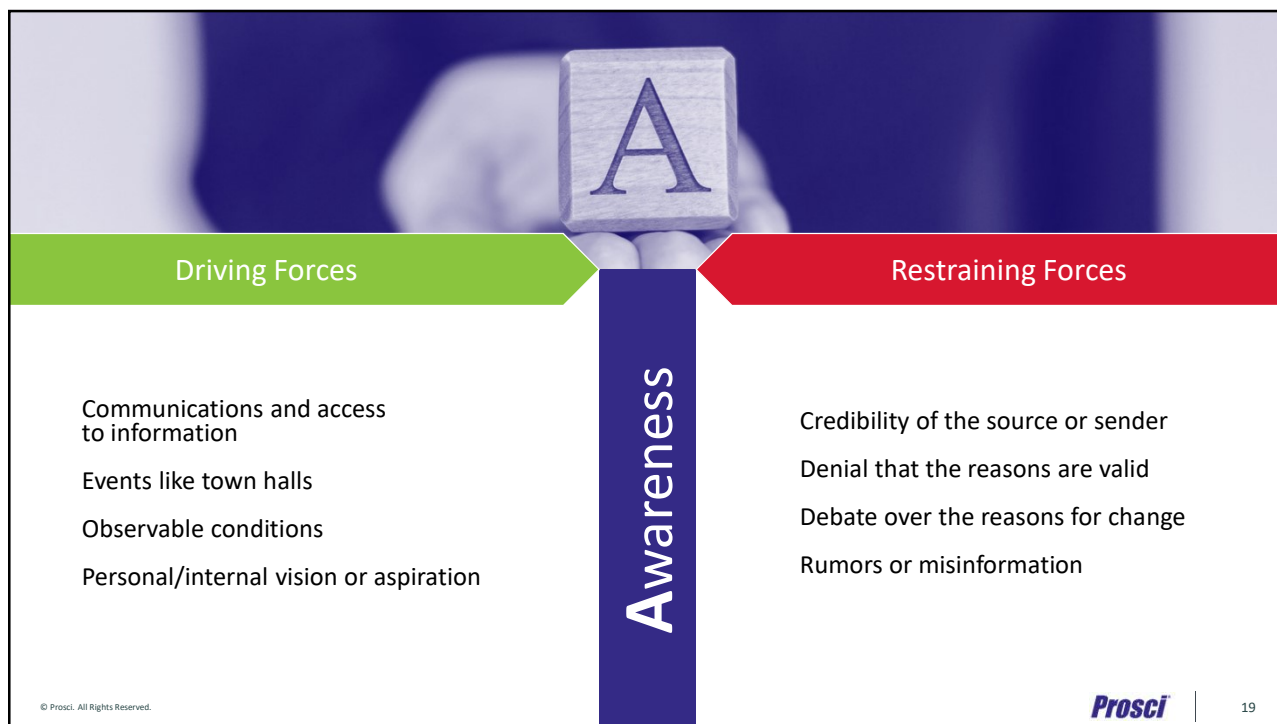 A
Driving Forces
Restraining Forces
Communications and access
to information
Events like town halls
Observable conditions
Personal/internal vision or aspiration
Awareness
Credibility of the source or sender
Denial that the reasons are valid
Debate over the reasons for change
Rumors or misinformation
© Prosci. All Rights Reserved.
Prosci
19